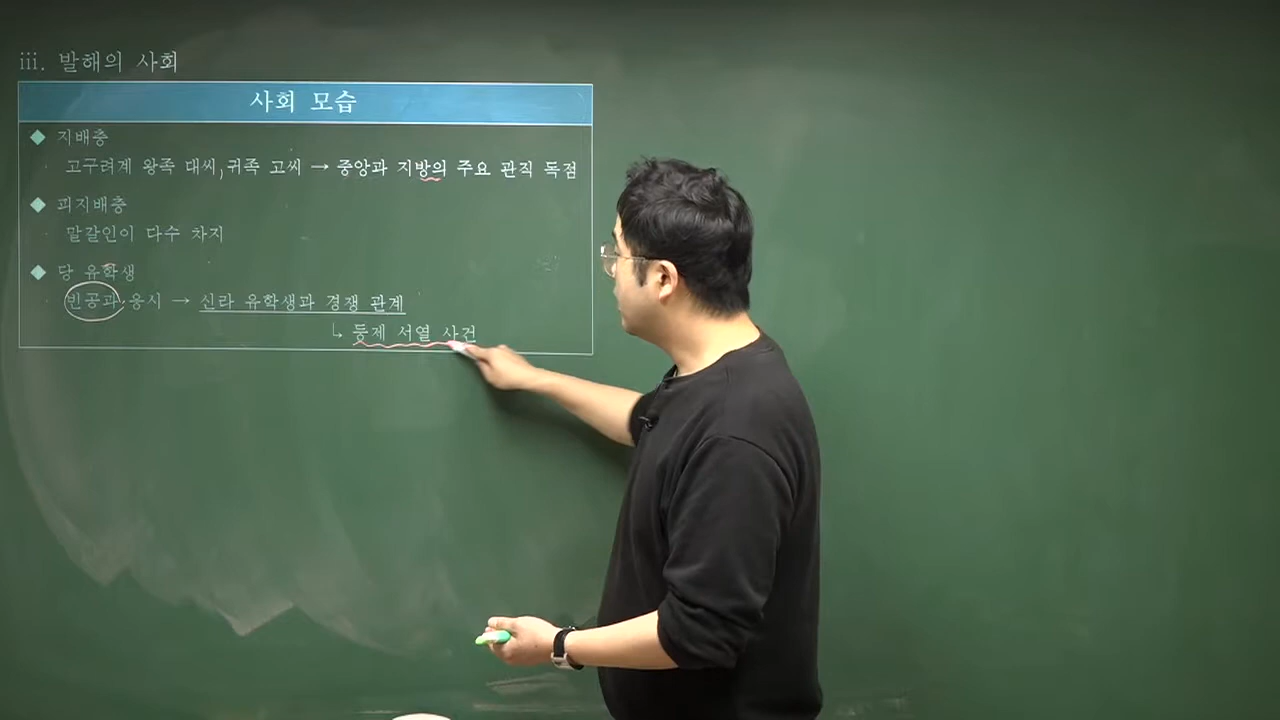 iii. 발해의 사회
사회 모습
◆ 지배층
· 고구려계 왕족 대씨, 귀족 고씨 → 중앙과 지방의 주요 관직 독점
◆ 피지배층
· 말갈인이 다수 차지
◆ 당 유학생
· 빈공과 응시 → 신라 유학생과 경쟁 관계
↳ 등제 서열 사건